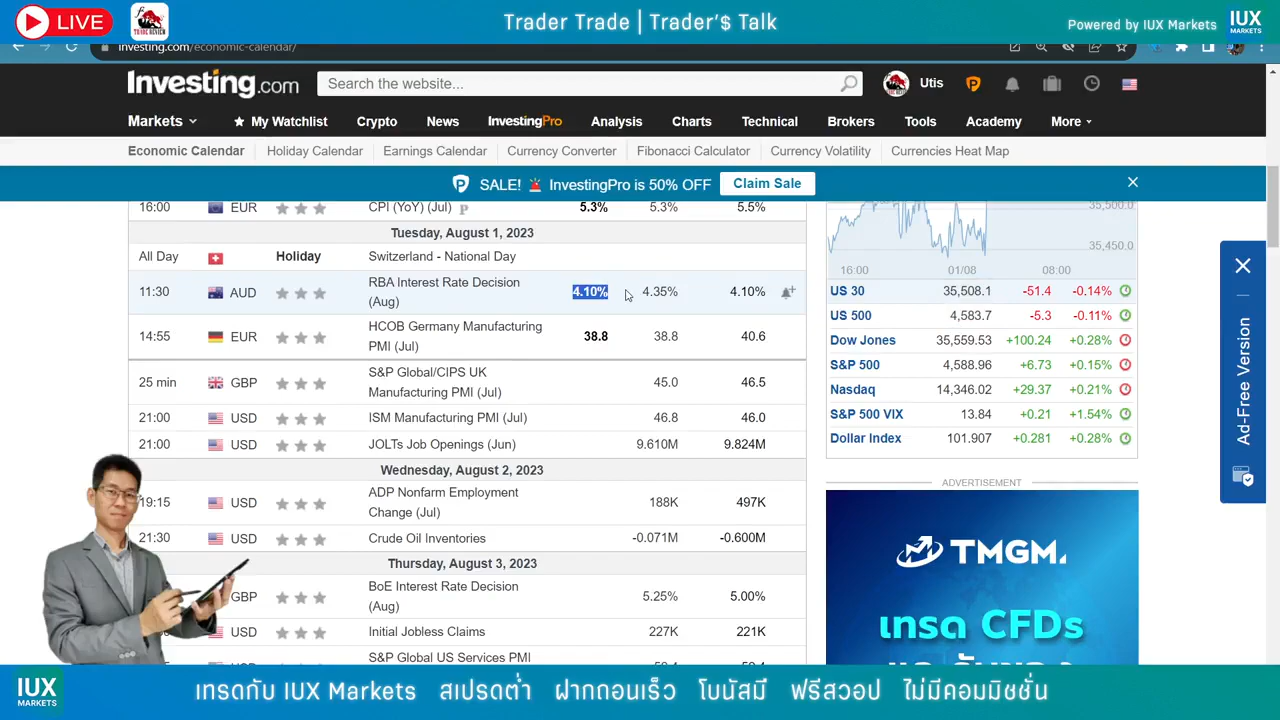 LIVE
TRADE REVIEW
Trader Trade | Trader'$ Talk
Powered by IUX Markets
IUX
MARKETS
investing.com/economic-calendar/
Investing.com
Search the website...
Utis
Markets
My Watchlist
Crypto
News
InvestingPro
Analysis
Charts
Technical
Brokers
Tools
Academy
More
Economic Calendar
Holiday Calendar
Earnings Calendar
Currency Converter
Fibonacci Calculator
Currency Volatility
Currencies Heat Map
SALE! InvestingPro is 50% OFF
Claim Sale
16:00 EUR CPI (YoY) (Jul) P 5.3% 5.3% 5.5%
Tuesday, August 1, 2023
All Day Holiday Switzerland - National Day
11:30 AUD RBA Interest Rate Decision (Aug) 4.10% 4.35% 4.10%
14:55 EUR HCOB Germany Manufacturing PMI (Jul) 38.8 38.8 40.6
25 min GBP S&P Global/CIPS UK Manufacturing PMI (Jul) 45.0 46.5
21:00 USD ISM Manufacturing PMI (Jul) 46.8 46.0
21:00 USD JOLTs Job Openings (Jun) 9.610M 9.824M
Wednesday, August 2, 2023
19:15 USD ADP Nonfarm Employment Change (Jul) 188K 497K
21:30 USD Crude Oil Inventories -0.071M -0.600M
Thursday, August 3, 2023
GBP BoE Interest Rate Decision (Aug) 5.25% 5.00%
USD Initial Jobless Claims 227K 221K
S&P Global US Services PMI
35,500.0
35,450.0
16:00 01/08 08:00
US 30 35,508.1 -51.4 -0.14%
US 500 4,583.7 -5.3 -0.11%
Dow Jones 35,559.53 +100.24 +0.28%
S&P 500 4,588.96 +6.73 +0.15%
Nasdaq 14,346.02 +29.37 +0.21%
S&P 500 VIX 13.84 +0.21 +1.54%
Dollar Index 101.907 +0.281 +0.28%
ADVERTISEMENT
TMGM.
เทรด CFDs
Ad-Free Version
IUX
MARKETS
เทรดกับ IUX Markets สเปรดต่ำ ฝากถอนเร็ว โบนัสมี ฟรีสวอป ไม่มีคอมมิชชั่น